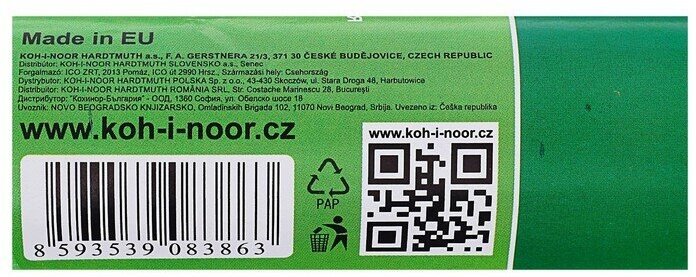 Made in EU
KOH-I-NOOR HARDTMUTH a.s., F. A. GERSTNERA 21/3, 371 30 ČESKÉ BUDĚJOVICE, CZECH REPUBLIC
Distribútor: KOH-I-NOOR HARDTMUTH SLOVENSKO a.s., Senec
Forgalmazó: ICO ZRT, 2013 Pomáz, ICO út 2990 Hrsz., Származási hely: Csehország
Dystrybutor: KOH-I-NOOR HARDTMUTH POLSKA Sp. z o.o., 43-430 Skoczów, ul. Stara Droga 48, Harbutowice
Distribuitor: KOH-I-NOOR HARDTMUTH ROMÂNIA SRL, Str. Costache Marinescu 28, București
Дистрибутор: "Кохинор-България" - ООД, 1360 София, ул. Обелско шосе 18
Uvoznik: NOVO BEOGRADSKO KNJIZARSKO, Omladinskih Brigada 102, 11070 Novi Beograd, Srbija. Uvezeno iz: Češka republika
www.koh-i-noor.cz
www.koh-i-noor.cz
PAP
8 593539 083863